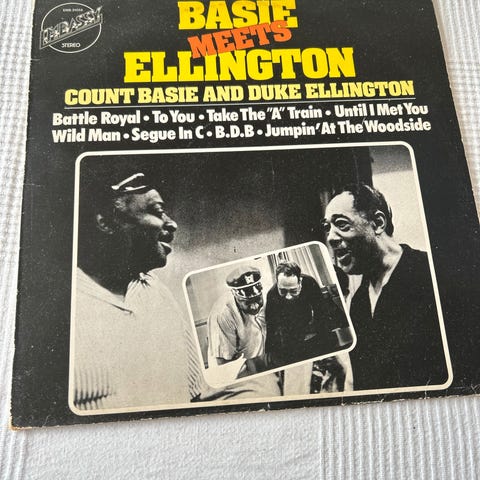 EMBASSY
STEREO
BASIE
MEETS
ELLINGTON
COUNT BASIE AND DUKE ELLINGTON
Battle Royal • To You • Take The "A" Train • Until I Met You
Wild Man • Segue In C • B.D.B • Jumpin' At The Woodside